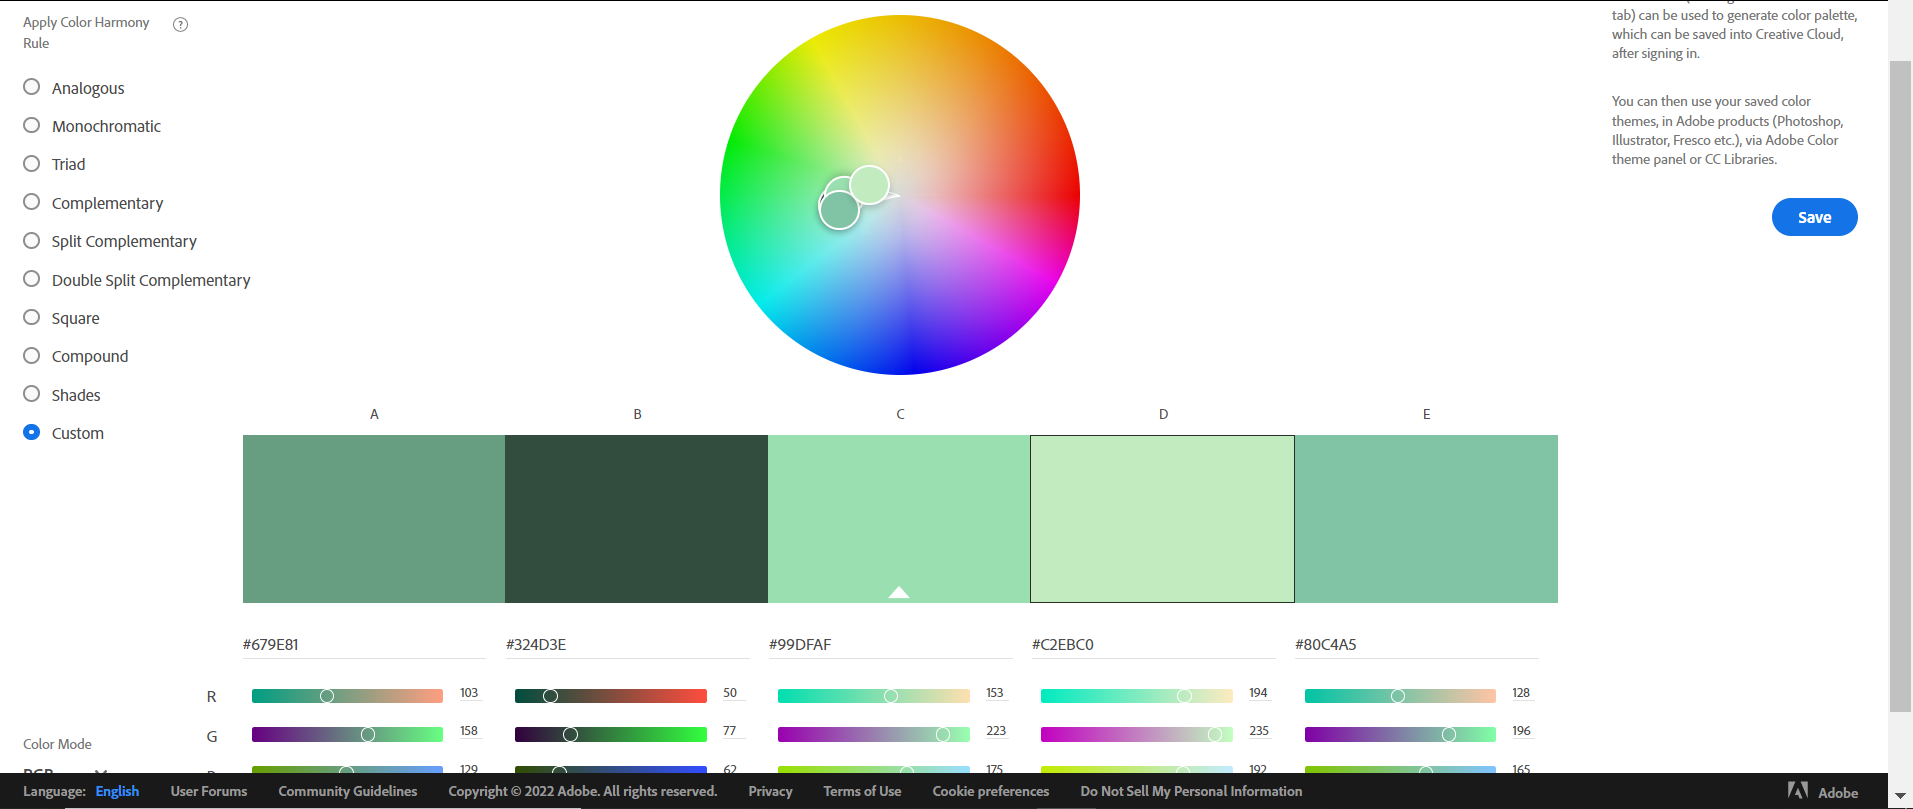 Apply Color Harmony
Rule
?
Analogous
Monochromatic
Triad
Complementary
Split Complementary
Double Split Complementary
Square
Compound
Shades
Custom
tab) can be used to generate color palette,
which can be saved into Creative Cloud,
after signing in.
You can then use your saved color
themes, in Adobe products (Photoshop,
Illustrator, Fresco etc.), via Adobe Color
theme panel or CC Libraries.
Save
A B C D E
#679E81 #324D3E #99DFAF #C2EBC0 #80C4A5
R 103 50 153 194 128
G 158 77 223 235 196
129 62 175 192 165
Color Mode
RGB
Language: English User Forums Community Guidelines Copyright © 2022 Adobe. All rights reserved. Privacy Terms of Use Cookie preferences Do Not Sell My Personal Information Adobe